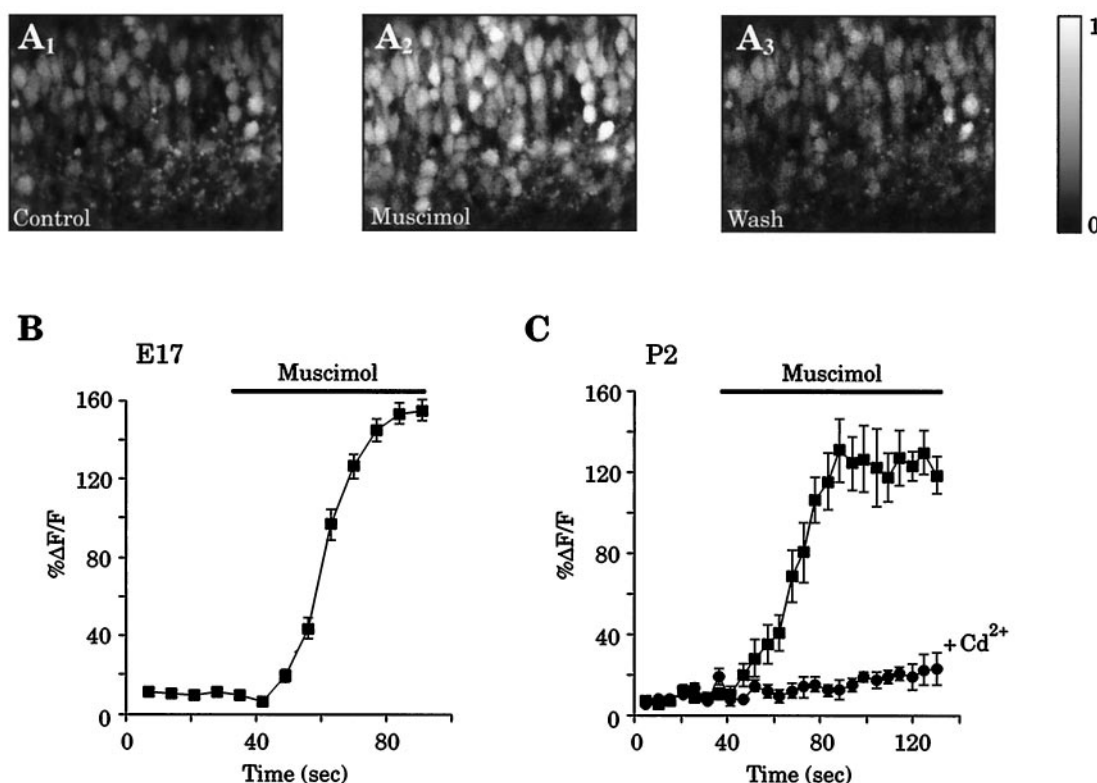 A1
A2
A3
Control
Muscimol
Wash
1
0
B
E17
Muscimol
160
120
80
40
0
%ΔF/F
0
40
80
Time (sec)
C
P2
Muscimol
160
120
80
40
0
%ΔF/F
+ Cd2+
0
40
80
120
Time (sec)